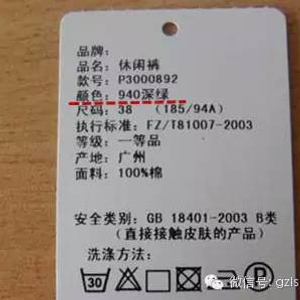 品牌:
品名: 休闲裤
款号: P3000892
颜色: 940深绿
尺码: 38 （185/94A）
执行标准: FZ/T81007-2003
等级: 一等品
产地: 广州
面料: 100%棉
安全类别: GB 18401-2003 B类
（直接接触皮肤的产品）
洗涤方法:
30
P
微信号: gzls